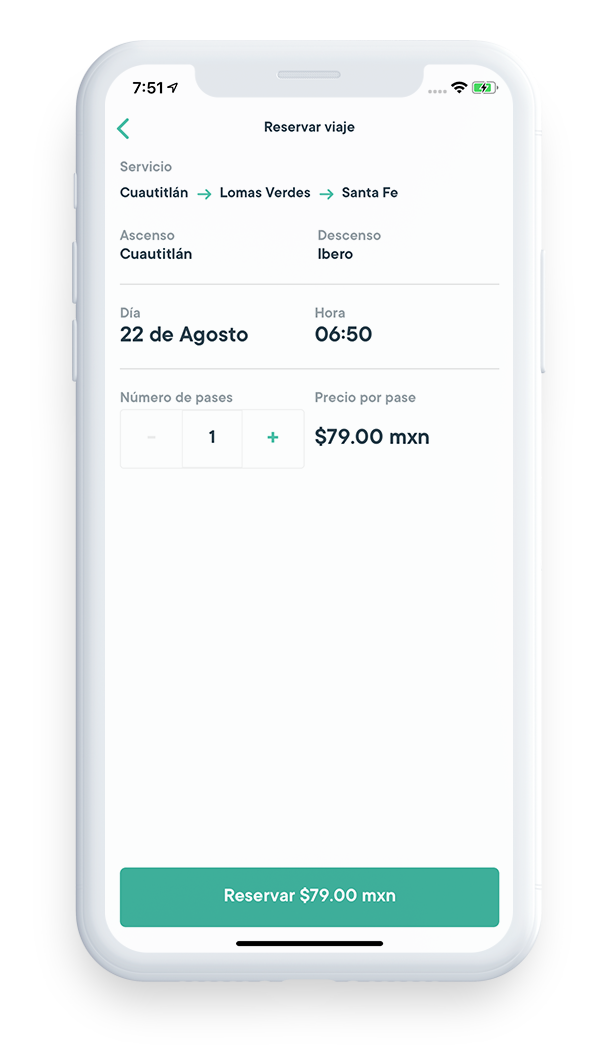 7:51
Reservar viaje
Servicio
Cuautitlán → Lomas Verdes → Santa Fe
Ascenso Descenso
Cuautitlán Ibero
Día Hora
22 de Agosto 06:50
Número de pases Precio por pase
- 1 + $79.00 mxn
Reservar $79.00 mxn